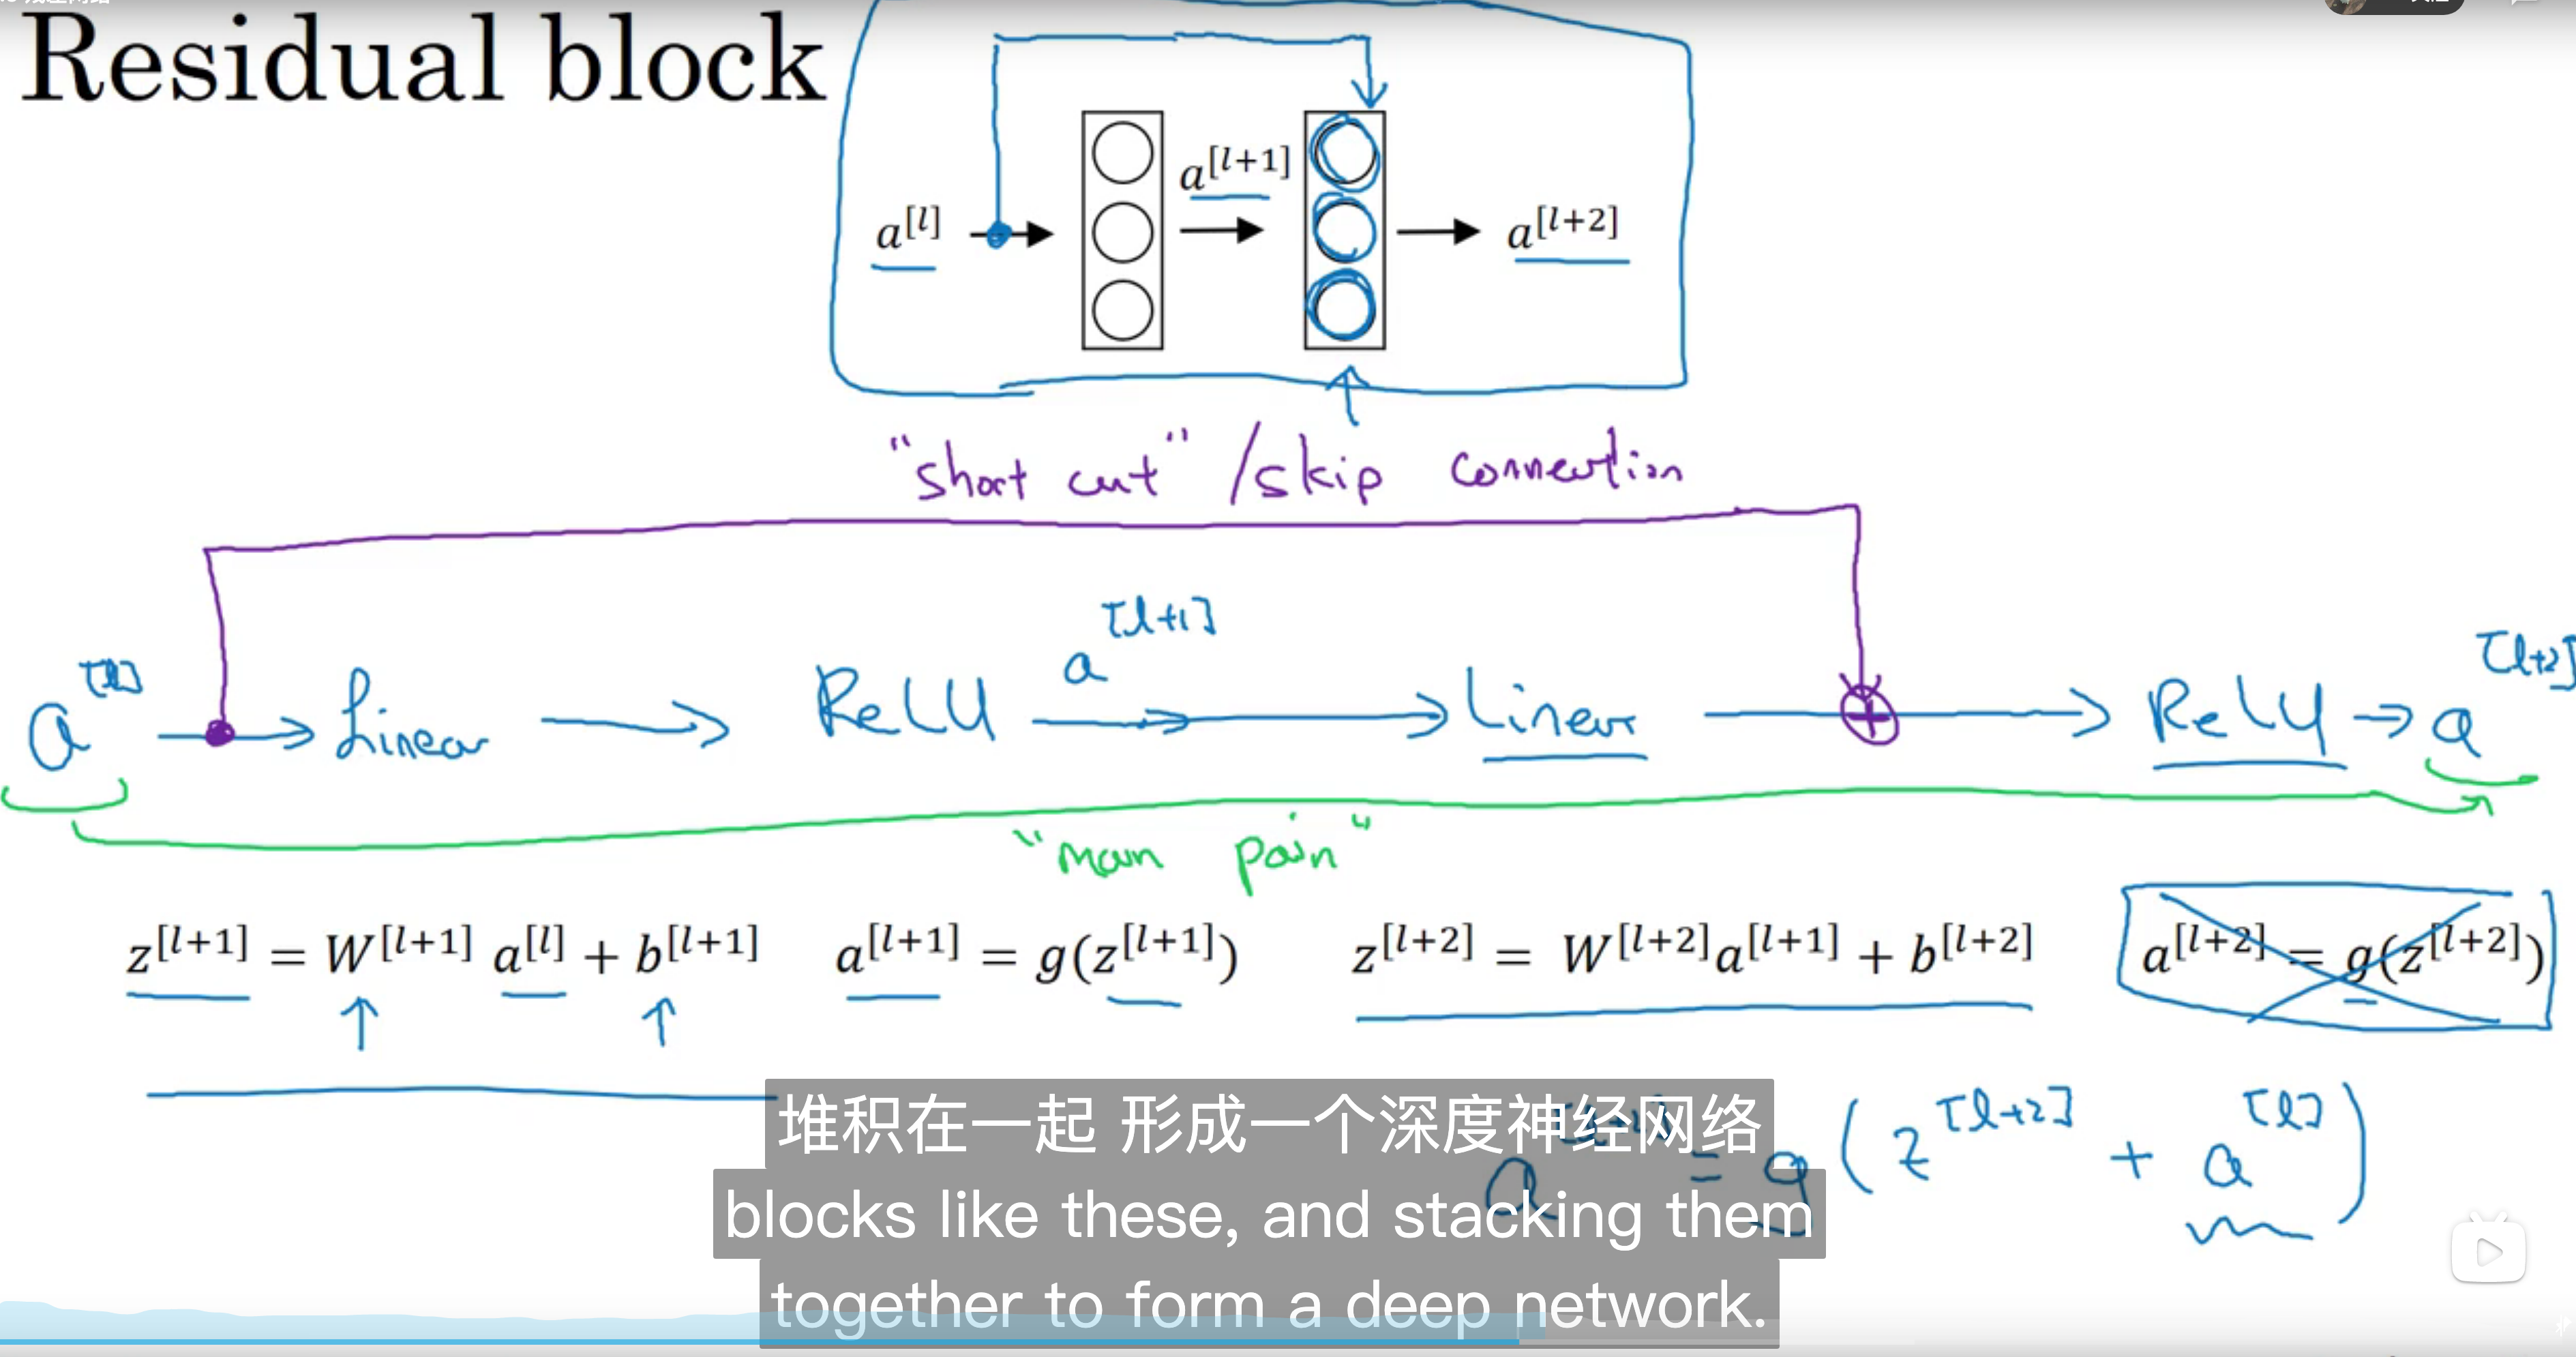 Residual block
a[l]
a[l+1]
a[l+2]
"short cut" / skip connection
a[l] → Linear → ReLU a[l+1] → Linear → ReLU → a[l+2]
"main pain"
z[l+1] = W[l+1] a[l] + b[l+1]
a[l+1] = g(z[l+1])
z[l+2] = W[l+2]a[l+1] + b[l+2]
a[l+2] = g(z[l+2])
a[l+2] = g(z[l+2] + a[l])
堆积在一起 形成一个深度神经网络
blocks like these, and stacking them
together to form a deep network.